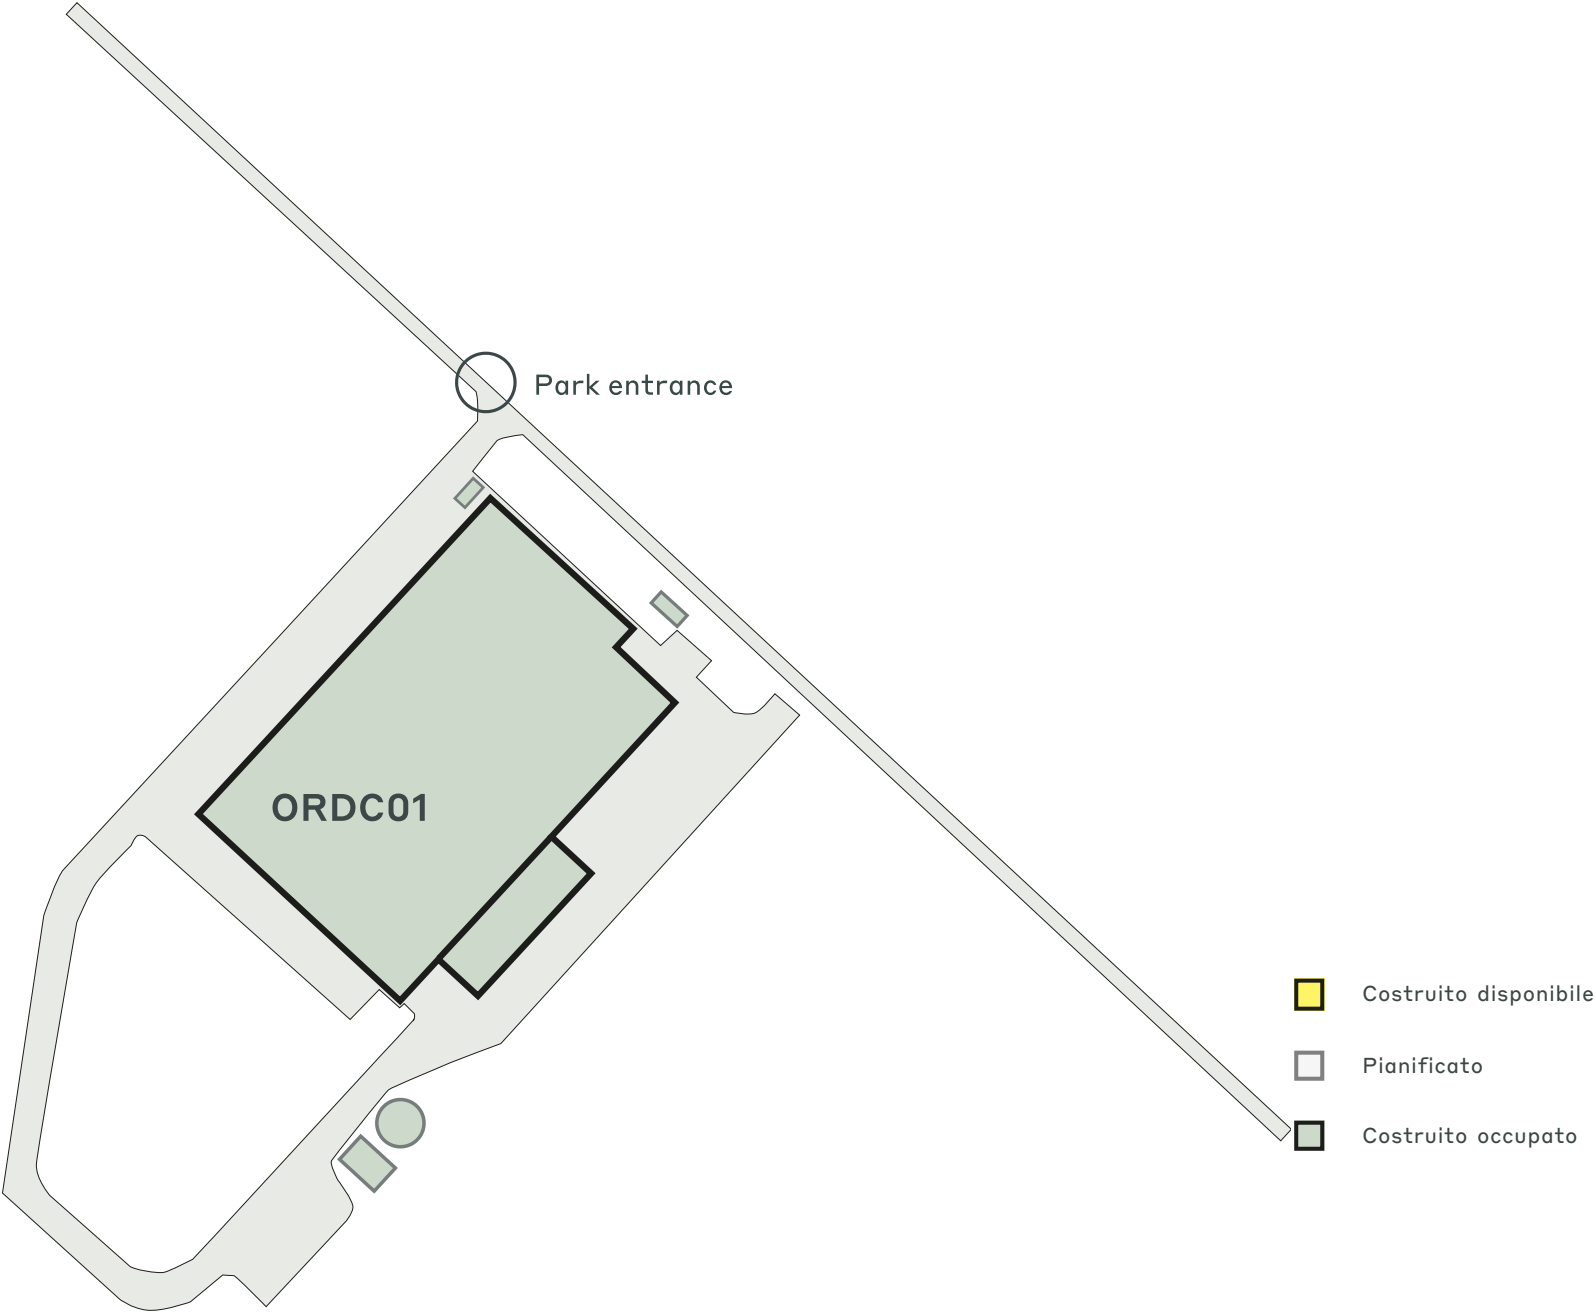 Park entrance
ORDC01
Costruito disponibile
Pianificato
Costruito occupato